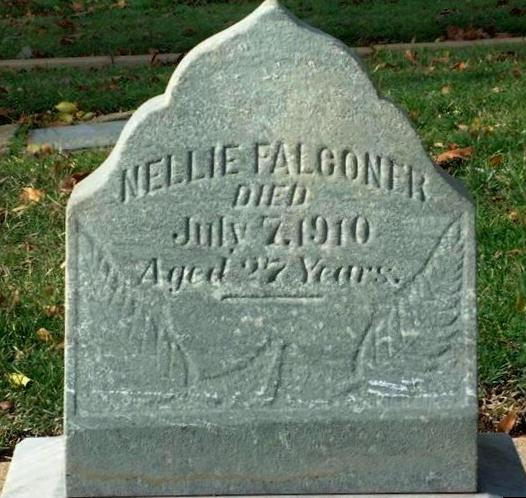 NELLIE FALCONER
DIED
July 7, 1910
Aged 27 Years.